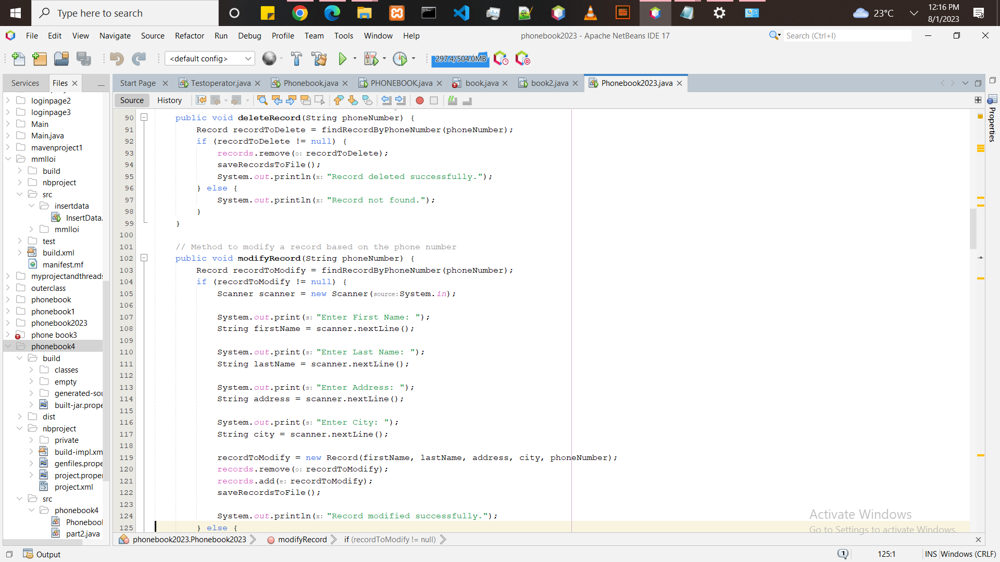 Type here to search
23°C
12:16 PM
8/1/2023
File Edit View Navigate Source Refactor Run Debug Profile Team Tools Window Help
phonebook2023 - Apache NetBeans IDE 17
Search (Ctrl+I)
<default config>
297.4/504.0MB
Services Files
Start Page Testoperator.java Phonebook.java PHONEBOOK.java book.java book2.java Phonebook2023.java
Source History
Properties
loginpage2
loginpage3
Main
Main.java
mavenproject1
mmlloi
build
nbproject
src
insertdata
InsertData.
mmlloi
test
build.xml
manifest.mf
myprojectandthreads
outerclass
phonebook
phonebook1
phonebook2023
phone book3
phonebook4
build
classes
empty
generated-sou
built-jar.prope
dist
nbproject
private
build-impl.xm
genfiles.prope
project.proper
project.xml
src
phonebook4
Phonebool
part2.java
90 public void deleteRecord(String phoneNumber) {
91 Record recordToDelete = findRecordByPhoneNumber(phoneNumber);
92 if (recordToDelete != null) {
93 records.remove(o: recordToDelete);
94 saveRecordsToFile();
95 System.out.println(x: "Record deleted successfully.");
96 } else {
97 System.out.println(x: "Record not found.");
98 }
99 }
100
101 // Method to modify a record based on the phone number
102 public void modifyRecord(String phoneNumber) {
103 Record recordToModify = findRecordByPhoneNumber(phoneNumber);
104 if (recordToModify != null) {
105 Scanner scanner = new Scanner(source:System.in);
106
107 System.out.print(s: "Enter First Name: ");
108 String firstName = scanner.nextLine();
109
110 System.out.print(s: "Enter Last Name: ");
111 String lastName = scanner.nextLine();
112
113 System.out.print(s: "Enter Address: ");
114 String address = scanner.nextLine();
115
116 System.out.print(s: "Enter City: ");
117 String city = scanner.nextLine();
118
119 recordToModify = new Record(firstName, lastName, address, city, phoneNumber);
120 records.remove(o: recordToModify);
121 records.add(e: recordToModify);
122 saveRecordsToFile();
123
124 System.out.println(x: "Record modified successfully.");
125 } else {
Activate Windows
Go to Settings to activate Windows.
phonebook2023.Phonebook2023 modifyRecord if (recordToModify != null)
Output
1
125:1
INS
Windows (CRLF)